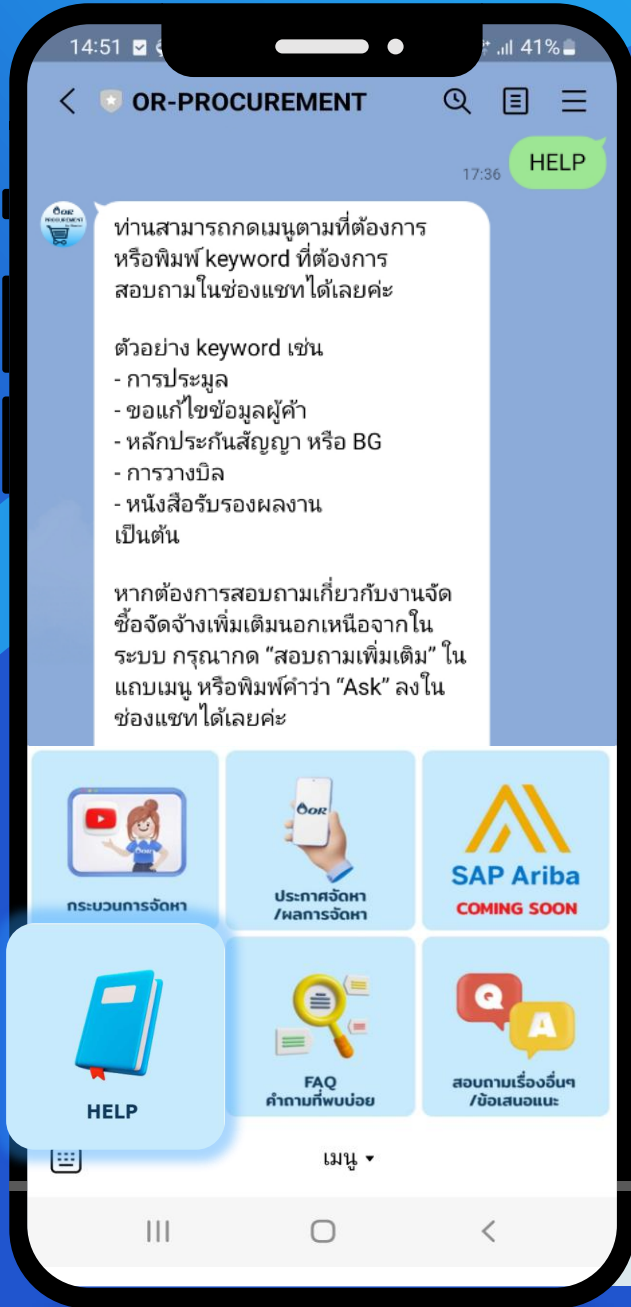 14:51
41%
OR-PROCUREMENT
HELP
17:36
OR
PROCUREMENT
ท่านสามารถกดเมนูตามที่ต้องการ
หรือพิมพ์ keyword ที่ต้องการ
สอบถามในช่องแชทได้เลยค่ะ
ตัวอย่าง keyword เช่น
- การประมูล
- ขอแก้ไขข้อมูลผู้ค้า
- หลักประกันสัญญา หรือ BG
- การวางบิล
- หนังสือรับรองผลงาน
เป็นต้น
หากต้องการสอบถามเกี่ยวกับงานจัด
ซื้อจัดจ้างเพิ่มเติมนอกเหนือจากใน
ระบบ กรุณากด “สอบถามเพิ่มเติม” ใน
แถบเมนู หรือพิมพ์คำว่า “Ask” ลงใน
ช่องแชทได้เลยค่ะ
กระบวนการจัดหา
OR
ประกาศจัดหา
/ผลการจัดหา
SAP Ariba
COMING SOON
HELP
FAQ
คำถามที่พบบ่อย
Q
A
สอบถามเรื่องอื่นๆ
/ข้อเสนอแนะ
เมนู